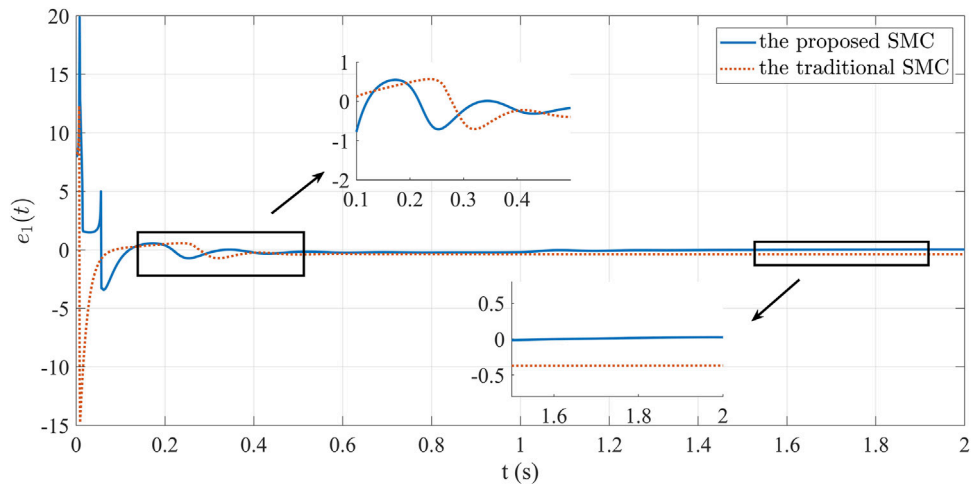 20
15
10
5
0
-5
-10
-15
e₁(t)
0 0.2 0.4 0.6 0.8 1 1.2 1.4 1.6 1.8 2
t (s)
the proposed SMC
the traditional SMC
1
0
-1
-2
0.1 0.2 0.3 0.4
0.5
0
-0.5
1.6 1.8 2